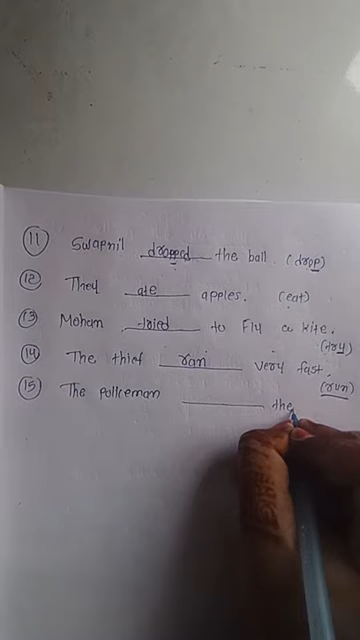 11 Swapnil dropped the ball. (drop)
12 They ate apples. (eat)
13 Mohan tried to Fly a kite. (try)
14 The thief ran very fast. (run)
15 The Policeman ______ the